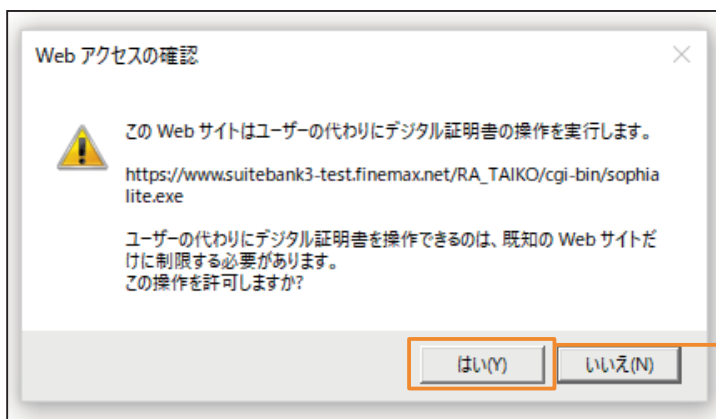 Web アクセスの確認
この Web サイトはユーザーの代わりにデジタル証明書の操作を実行します。
https://www.suitebank3-test.finemax.net/RA_TAIKO/cgi-bin/sophia
lite.exe
ユーザーの代わりにデジタル証明書を操作できるのは、既知の Web サイトだ
けに制限する必要があります。
この操作を許可しますか?
はい(Y)
いいえ(N)